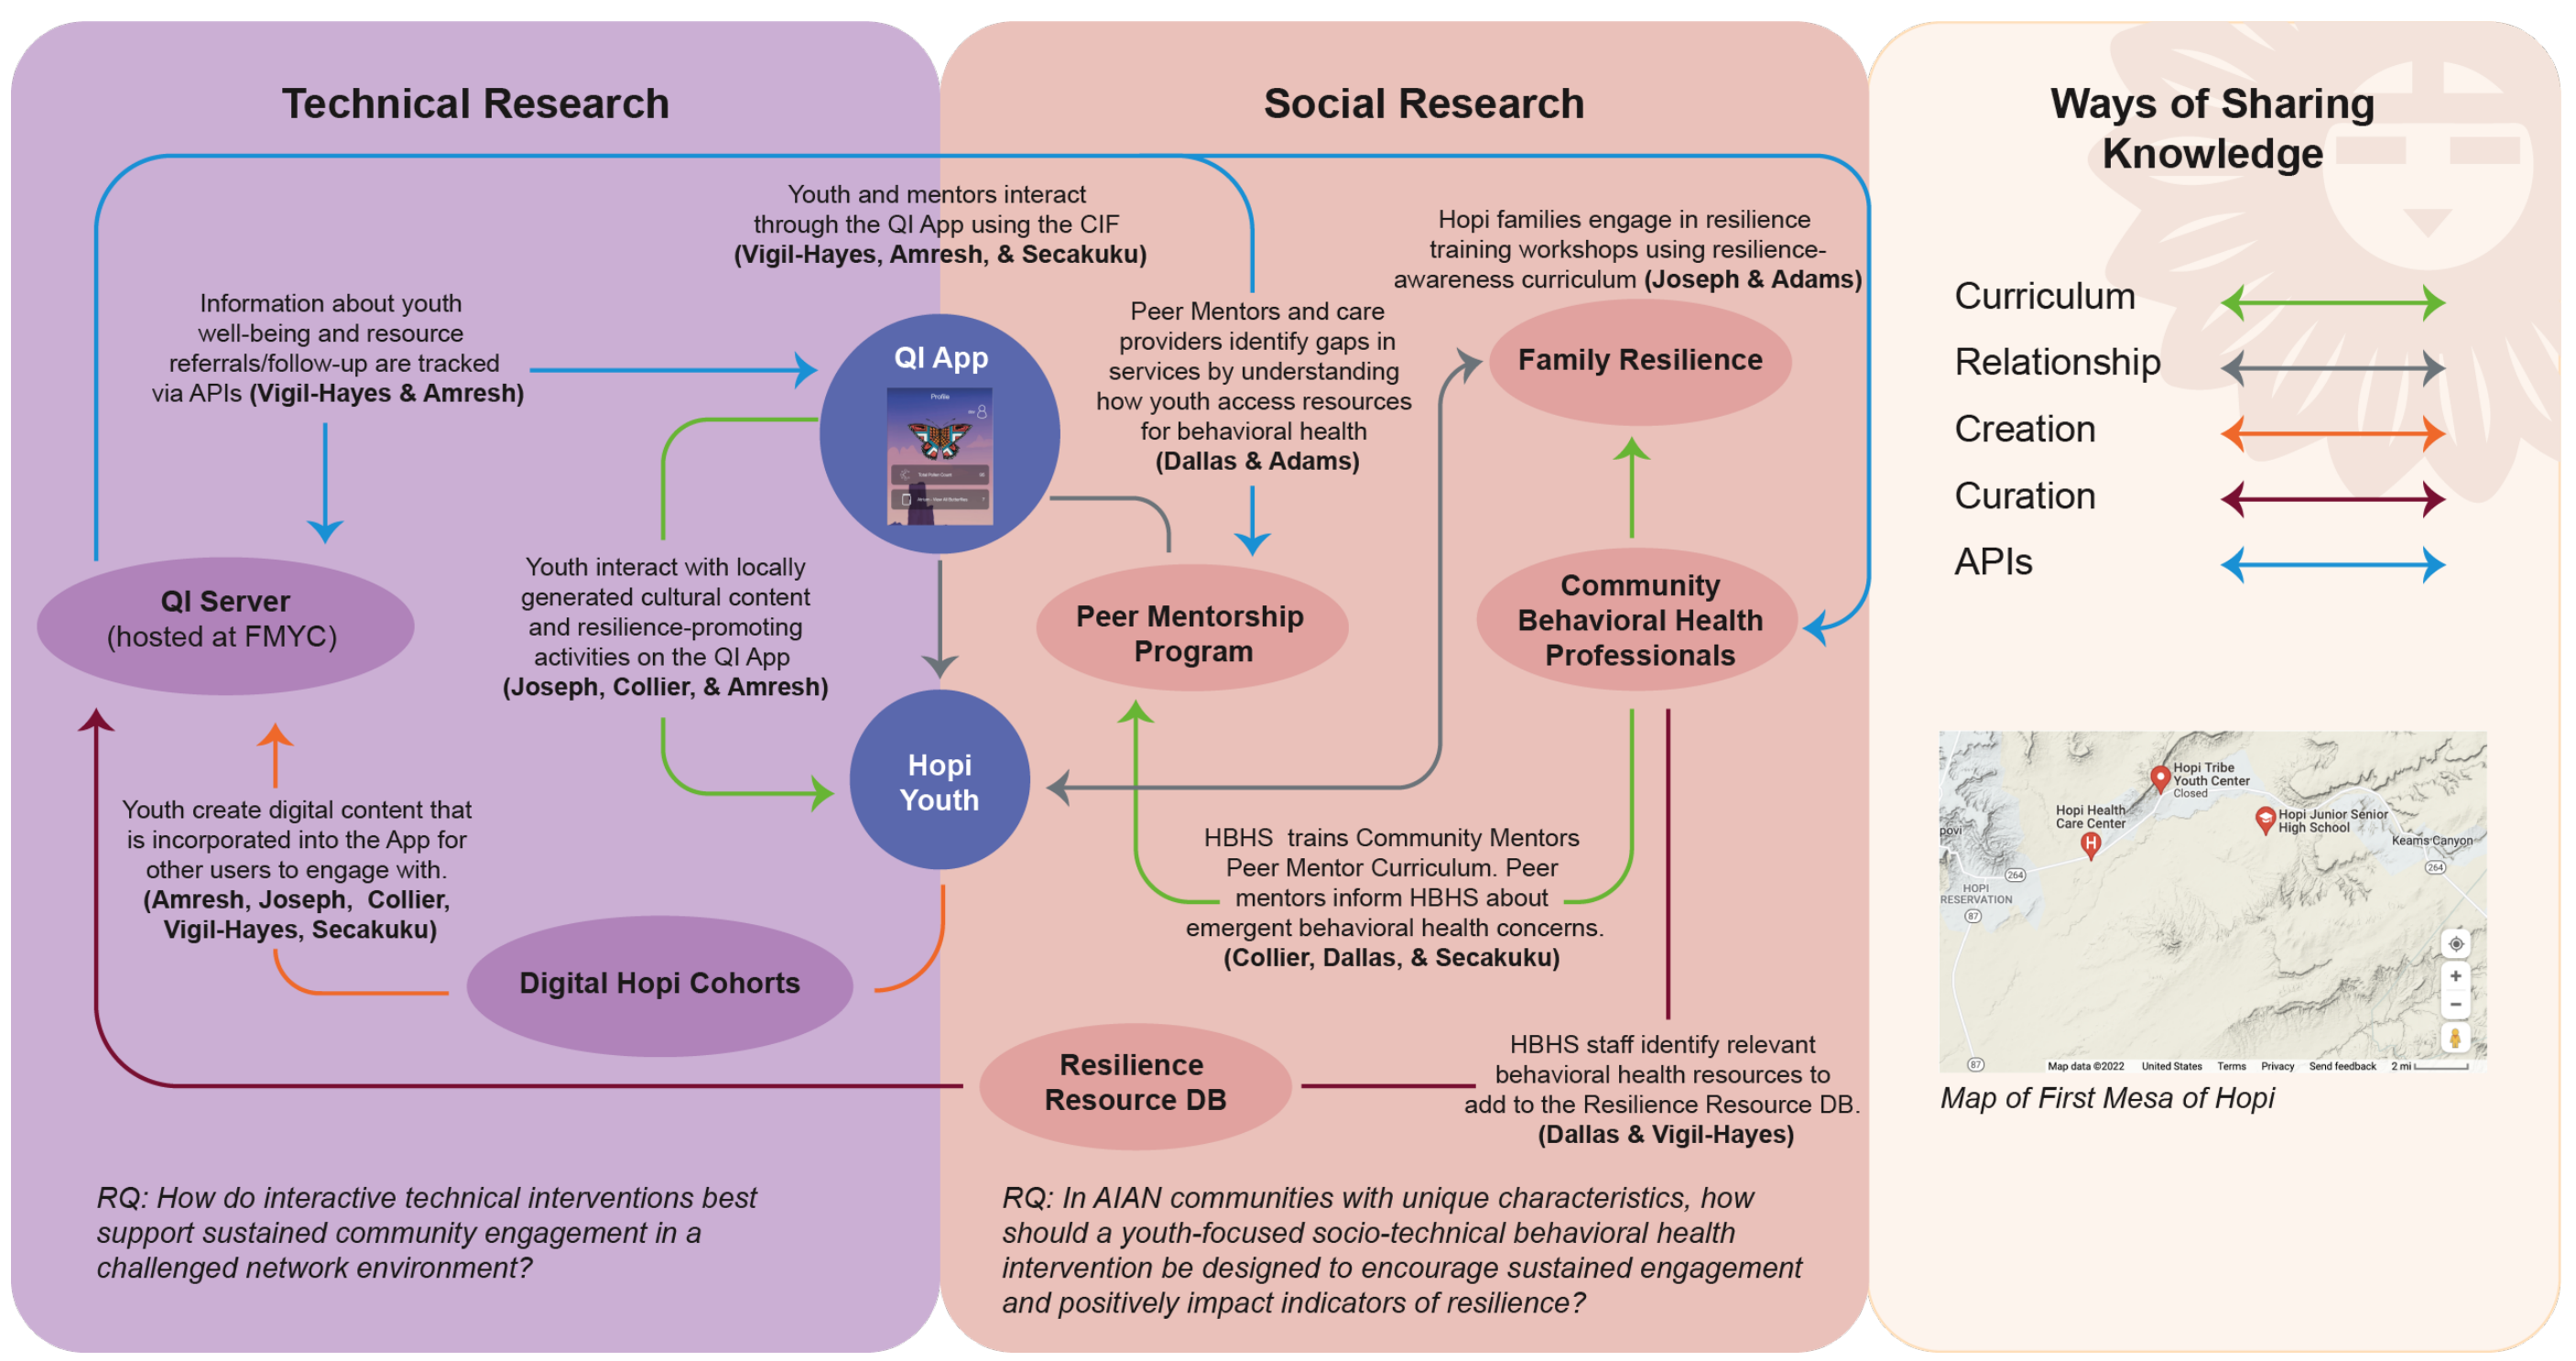 Technical Research
Social Research
Ways of Sharing
Knowledge
Youth and mentors interact
through the QI App using the CIF
(Vigil-Hayes, Amresh, & Secakuku)
Hopi families engage in resilience
training workshops using resilience-
awareness curriculum (Joseph & Adams)
Information about youth
well-being and resource
referrals/follow-up are tracked
via APIs (Vigil-Hayes & Amresh)
Peer Mentors and care
providers identify gaps in
services by understanding
how youth access resources
for behavioral health
(Dallas & Adams)
QI App
Profile
Total Pollen Count
Family Resilience
Curriculum
Relationship
Creation
Curation
APIs
QI Server
(hosted at FMYC)
Youth interact with locally
generated cultural content
and resilience-promoting
activities on the QI App
(Joseph, Collier, & Amresh)
Peer Mentorship
Program
Community
Behavioral Health
Professionals
Hopi
Youth
Youth create digital content that
is incorporated into the App for
other users to engage with.
(Amresh, Joseph, Collier,
Vigil-Hayes, Secakuku)
HBHS trains Community Mentors
Peer Mentor Curriculum. Peer
mentors inform HBHS about
emergent behavioral health concerns.
(Collier, Dallas, & Secakuku)
Digital Hopi Cohorts
Resilience
Resource DB
HBHS staff identify relevant
behavioral health resources to
add to the Resilience Resource DB.
(Dallas & Vigil-Hayes)
RQ: How do interactive technical interventions best
support sustained community engagement in a
challenged network environment?
RQ: In AIAN communities with unique characteristics, how
should a youth-focused socio-technical behavioral health
intervention be designed to encourage sustained engagement
and positively impact indicators of resilience?
Hopi Tribe
Youth Center
Closed
Hopi Health
Care Center
H
Hopi Junior Senior
High School
povi
Keams Canyon
264
264
HOPI
RESERVATION
87
87
+
−
Map data ©2022 United States Terms Privacy Send feedback 2 mi
Map of First Mesa of Hopi